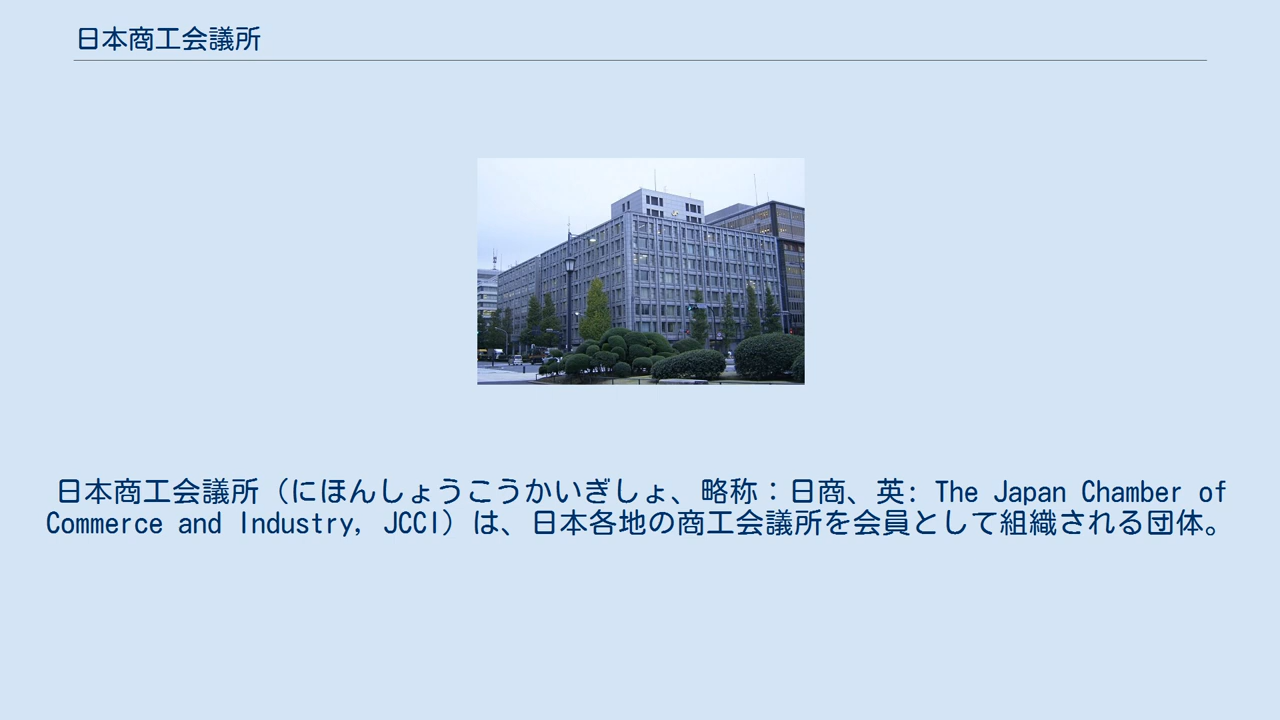 日本商工会議所
日本商工会議所（にほんしょうこうかいぎしょ、略称：日商、英: The Japan Chamber of
Commerce and Industry, JCCI）は、日本各地の商工会議所を会員として組織される団体。